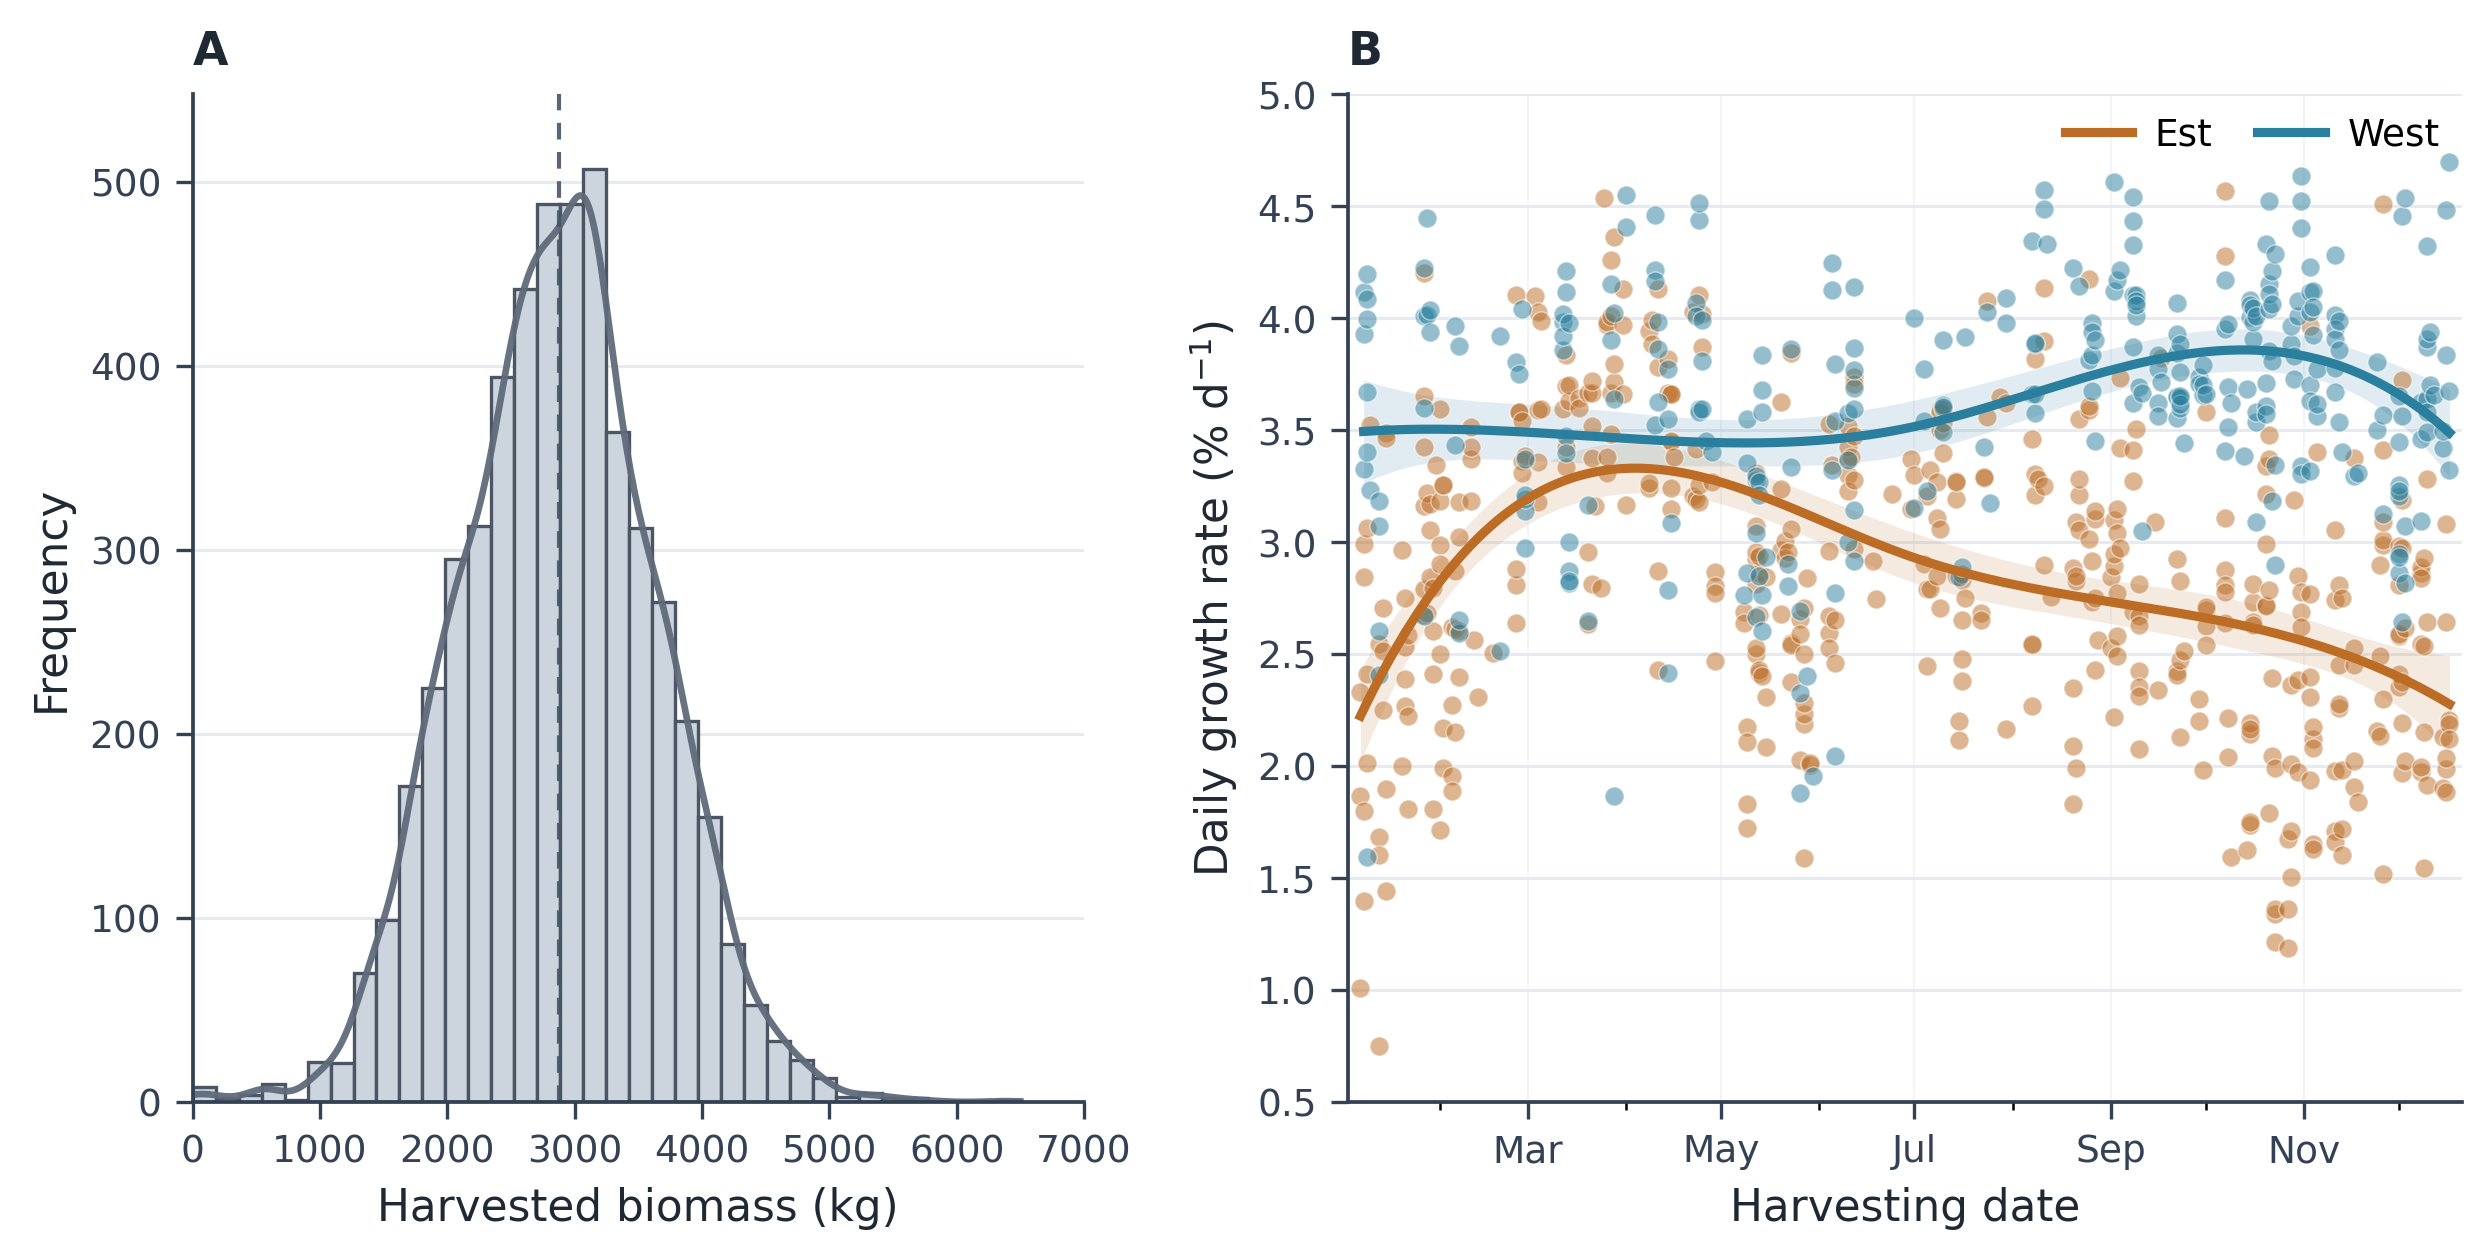 A
Frequency
500
400
300
200
100
0
0 1000 2000 3000 4000 5000 6000 7000
Harvested biomass (kg)
B
Est West
Daily growth rate (% d⁻¹)
5.0
4.5
4.0
3.5
3.0
2.5
2.0
1.5
1.0
0.5
Mar May Jul Sep Nov
Harvesting date